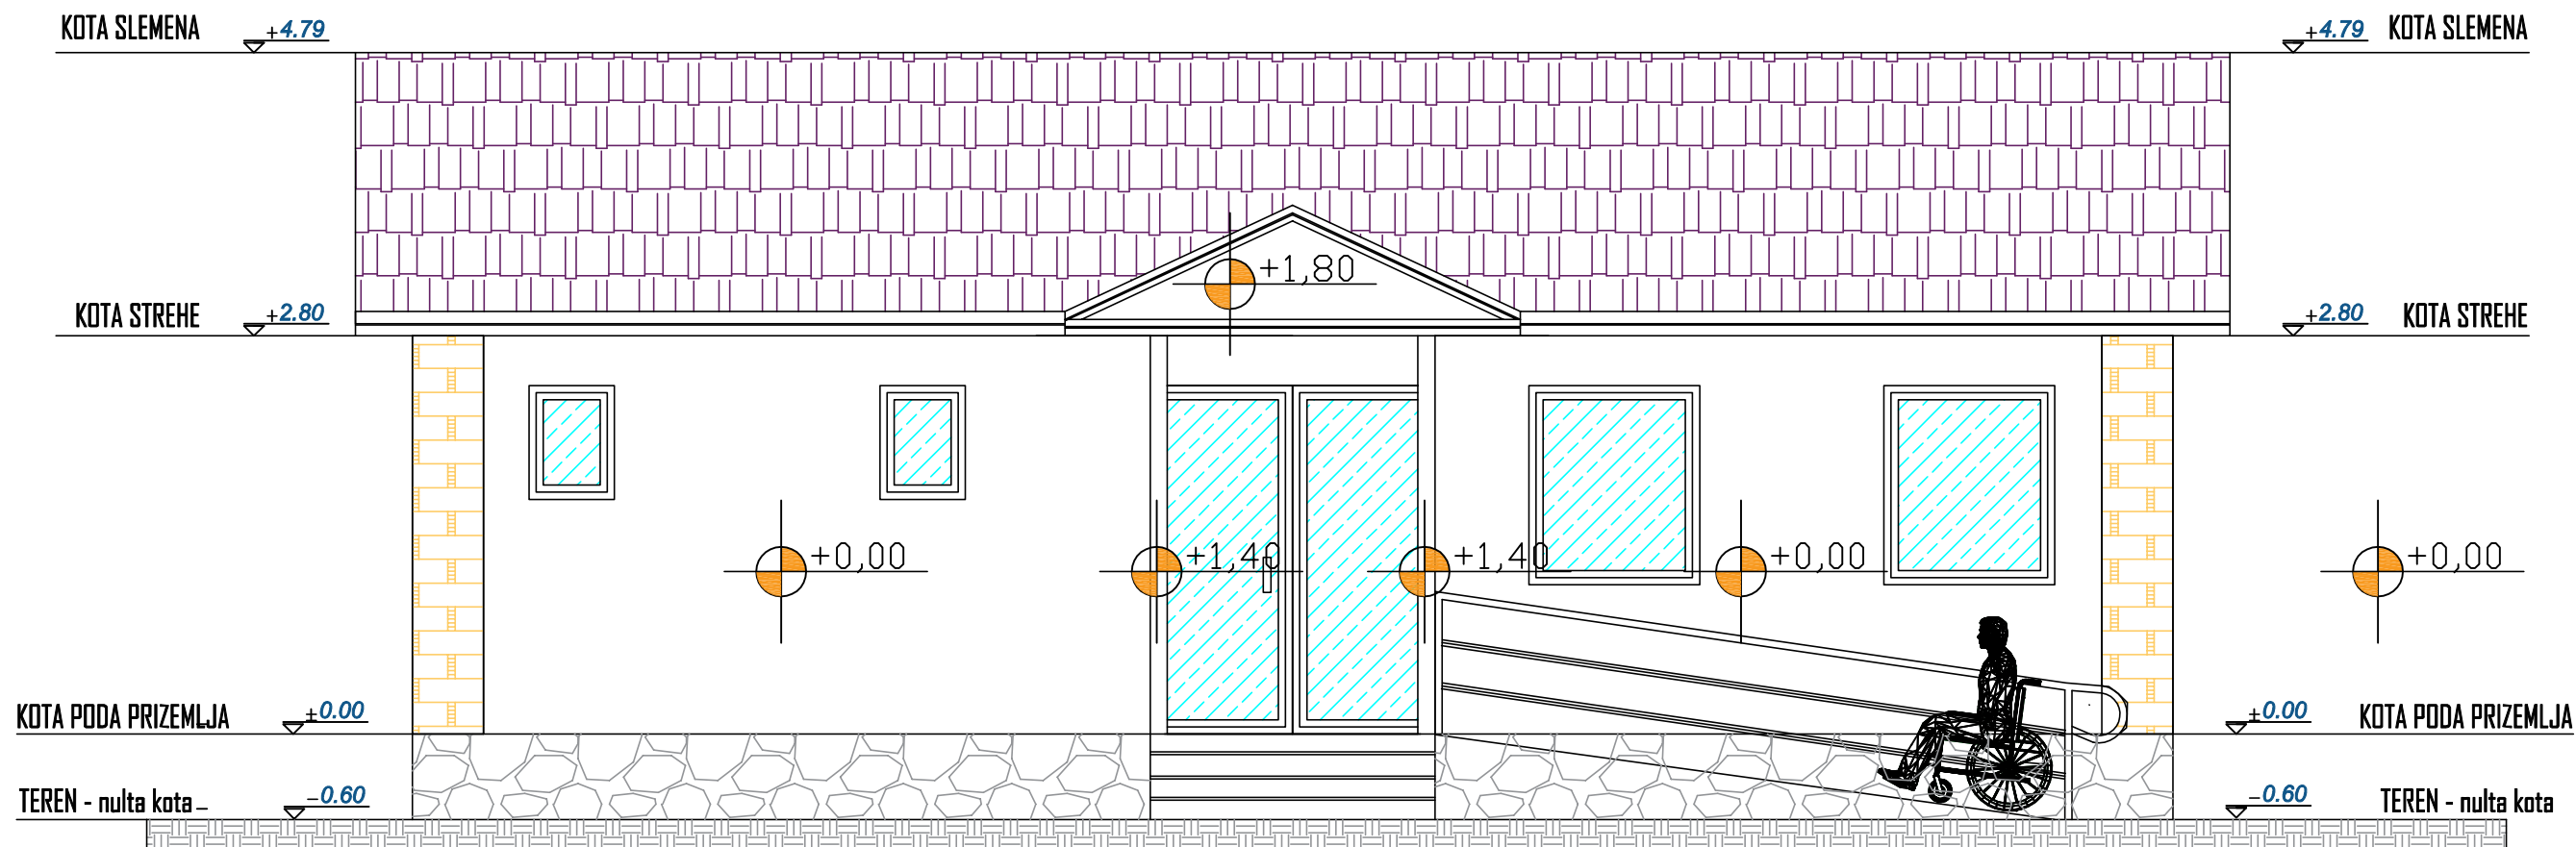 KOTA SLEMENA +4.79 +4.79 KOTA SLEMENA
+1,80
KOTA STREHE +2.80 +2.80 KOTA STREHE
+0,00 +1,40 +1,40 +0,00 +0,00
KOTA PODA PRIZEMLJA ±0.00 ±0.00 KOTA PODA PRIZEMLJA
TEREN - nulta kota -0.60 -0.60 TEREN - nulta kota